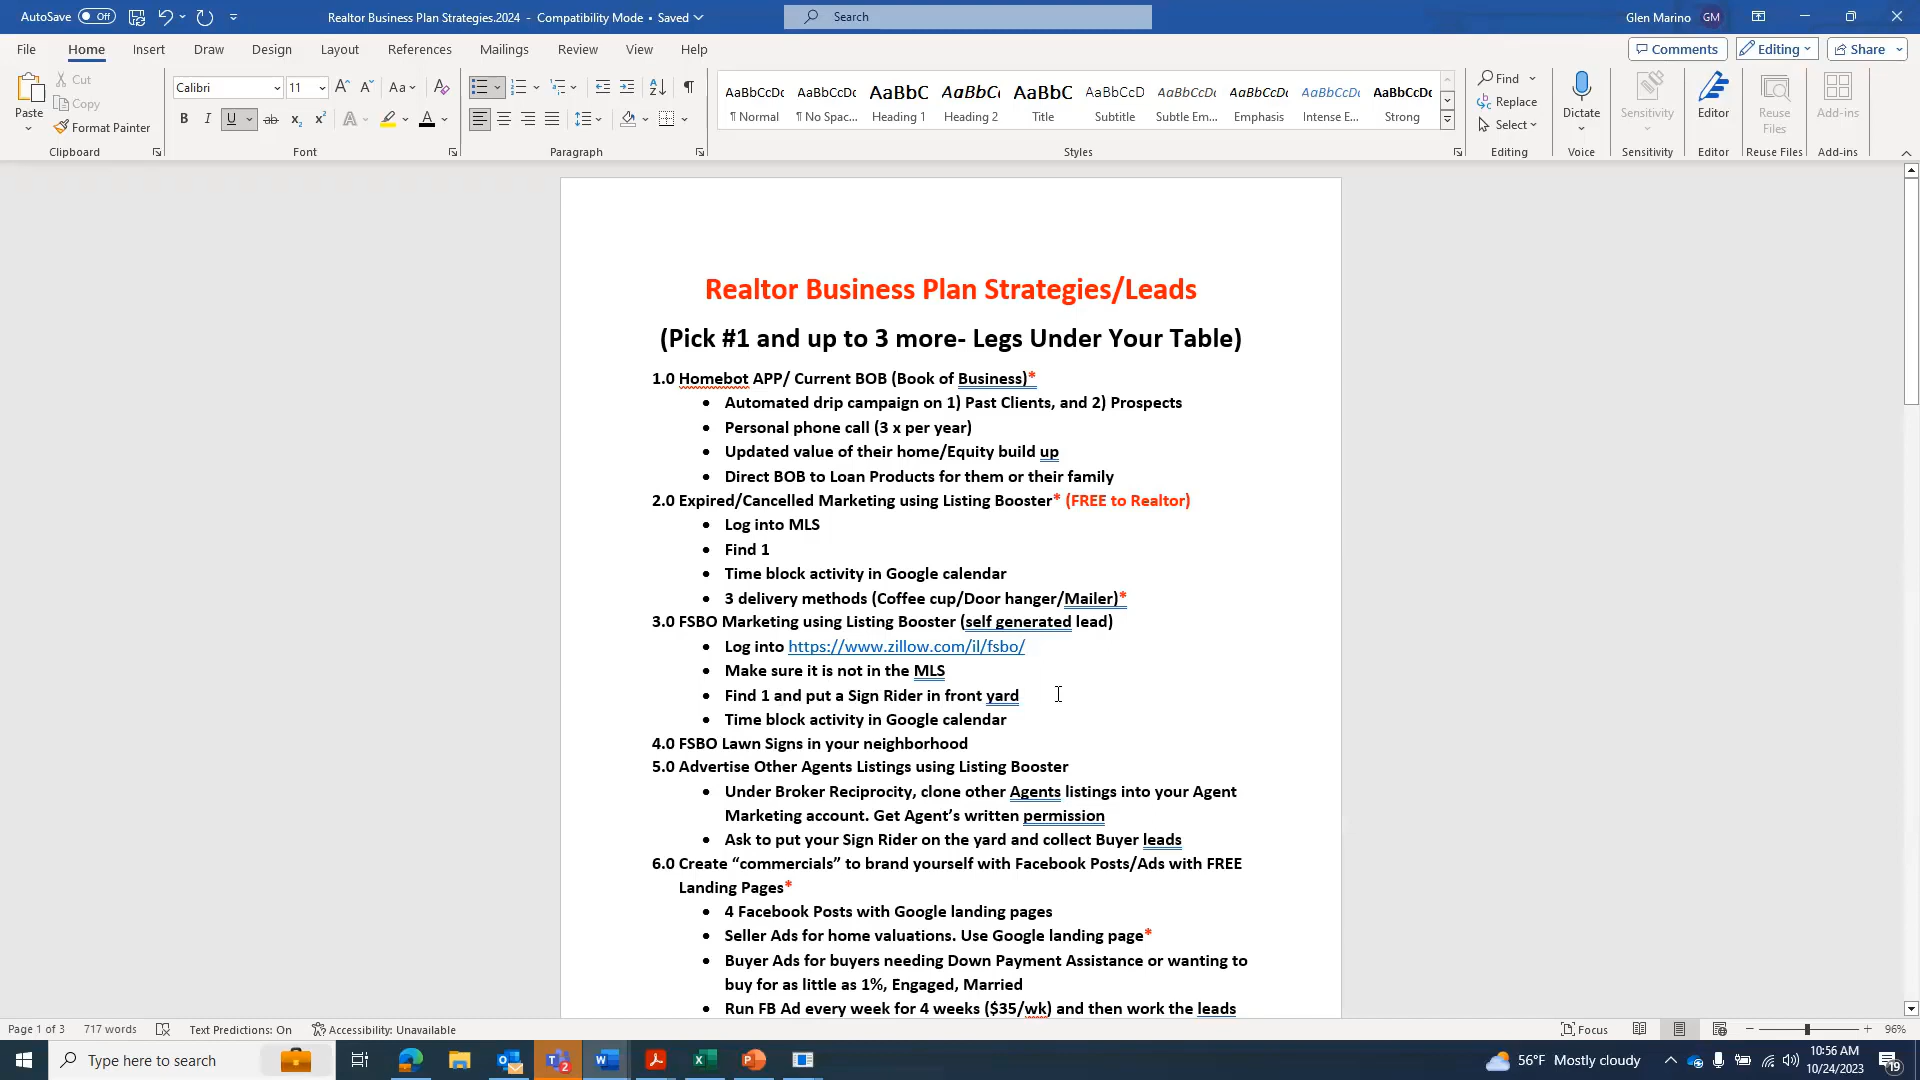 AutoSave Off Realtor Business Plan Strategies.2024 - Compatibility Mode • Saved Search Glen Marino GM
File Home Insert Draw Design Layout References Mailings Review View Help Comments Editing Share
Paste Cut Copy Format Painter Clipboard
Calibri 11 Aa B I U ab x₂ x² A A Font
Paragraph
AaBbCcDc AaBbCcDc AaBbC AaBbCc AaBbC AaBbCcD AaBbCcDc AaBbCcDc AaBbCcDc AaBbCcDc
¶ Normal ¶ No Spac... Heading 1 Heading 2 Title Subtitle Subtle Em... Emphasis Intense E... Strong
Styles
Find Replace Select Editing
Dictate Voice
Sensitivity Sensitivity
Editor Editor
Reuse Files Reuse Files
Add-ins Add-ins
Realtor Business Plan Strategies/Leads
(Pick #1 and up to 3 more- Legs Under Your Table)
1.0 Homebot APP/ Current BOB (Book of Business)*
• Automated drip campaign on 1) Past Clients, and 2) Prospects
• Personal phone call (3 x per year)
• Updated value of their home/Equity build up
• Direct BOB to Loan Products for them or their family
2.0 Expired/Cancelled Marketing using Listing Booster* (FREE to Realtor)
• Log into MLS
• Find 1
• Time block activity in Google calendar
• 3 delivery methods (Coffee cup/Door hanger/Mailer)*
3.0 FSBO Marketing using Listing Booster (self generated lead)
• Log into https://www.zillow.com/il/fsbo/
• Make sure it is not in the MLS
• Find 1 and put a Sign Rider in front yard
• Time block activity in Google calendar
4.0 FSBO Lawn Signs in your neighborhood
5.0 Advertise Other Agents Listings using Listing Booster
• Under Broker Reciprocity, clone other Agents listings into your Agent
Marketing account. Get Agent’s written permission
• Ask to put your Sign Rider on the yard and collect Buyer leads
6.0 Create “commercials” to brand yourself with Facebook Posts/Ads with FREE
Landing Pages*
• 4 Facebook Posts with Google landing pages
• Seller Ads for home valuations. Use Google landing page*
• Buyer Ads for buyers needing Down Payment Assistance or wanting to
buy for as little as 1%, Engaged, Married
• Run FB Ad every week for 4 weeks ($35/wk) and then work the leads
Page 1 of 3 717 words Text Predictions: On Accessibility: Unavailable Focus 96%
Type here to search 2 56°F Mostly cloudy 10:56 AM 19
10/24/2023